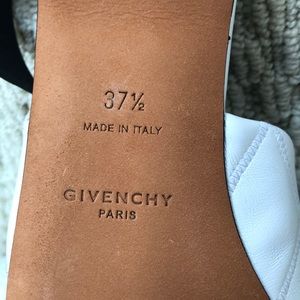 37½
MADE IN ITALY
GIVENCHY
PARIS